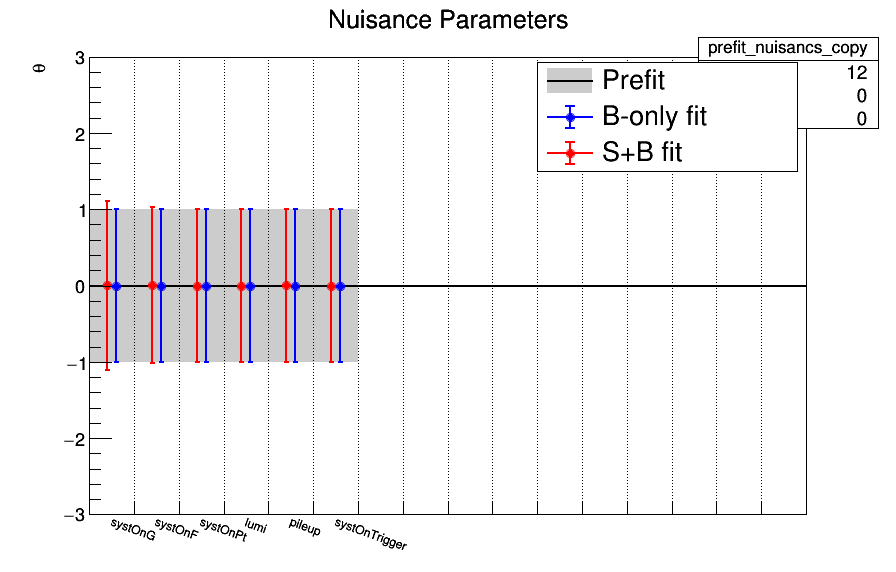 Nuisance Parameters
prefit_nuisancs_copy
12
0
0
Prefit
B-only fit
S+B fit
θ
3
2
1
0
−1
−2
−3
systOnG
systOnF
systOnPt
lumi
pileup
systOnTrigger